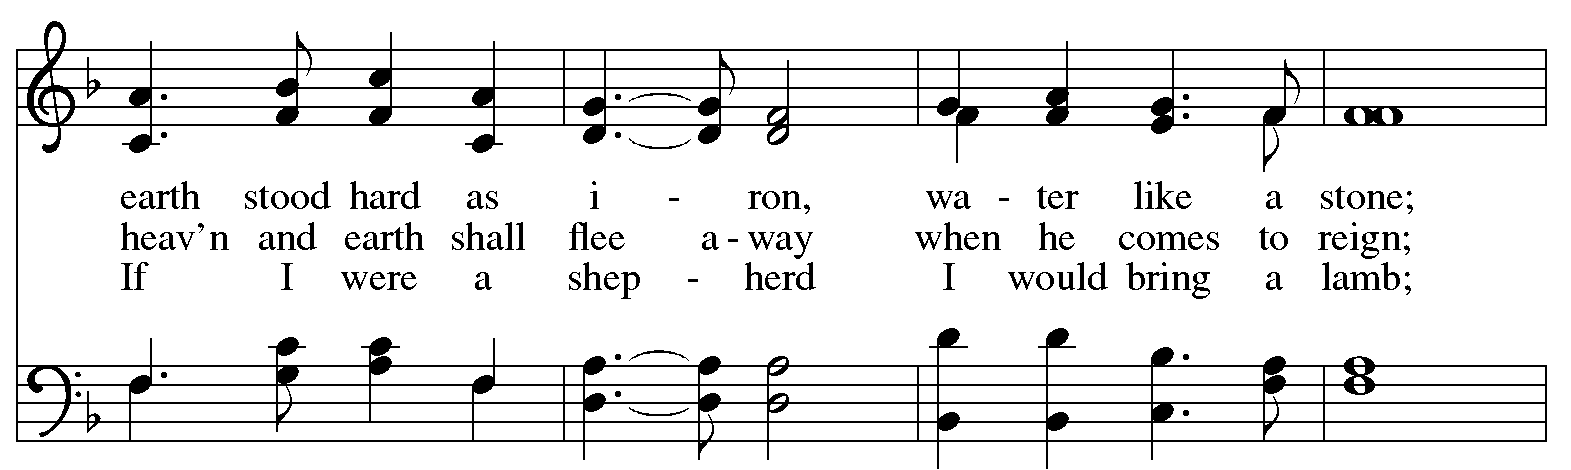 earth stood hard as i - ron, wa - ter like a stone;
heav'n and earth shall flee a - way when he comes to reign;
If I were a shep - herd I would bring a lamb;